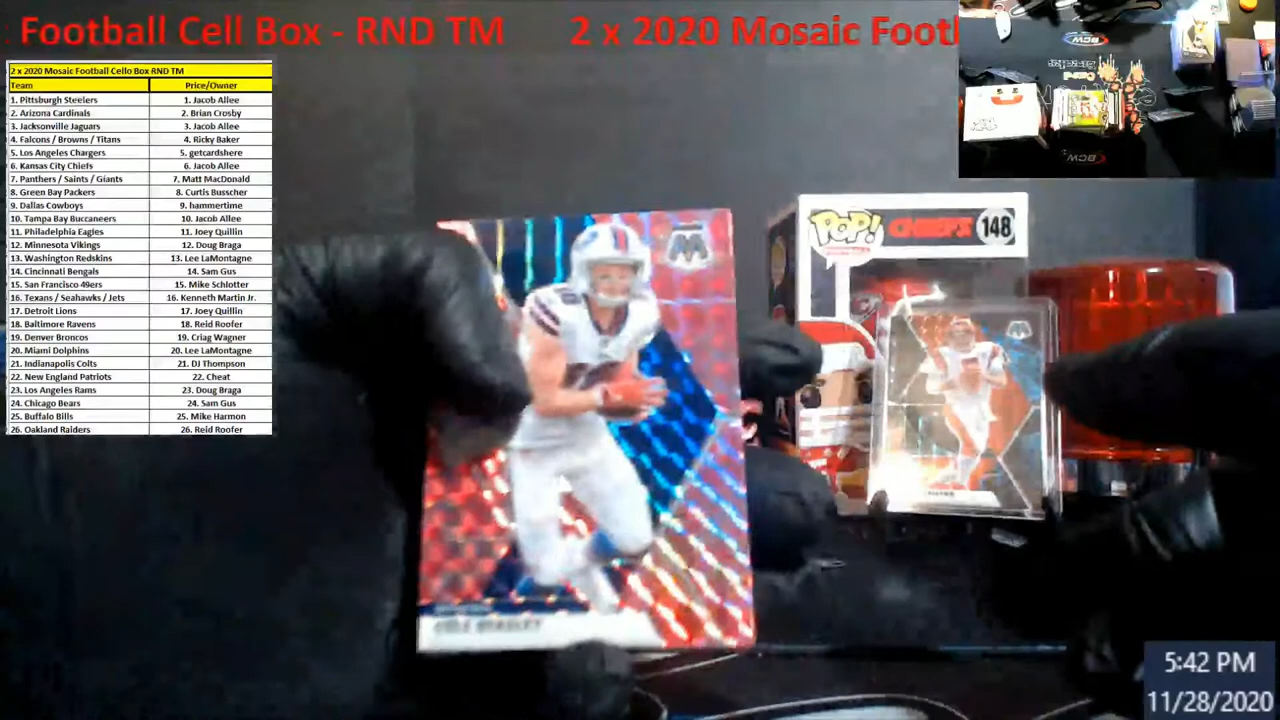 Football Cell Box - RND TM 2 x 2020 Mosaic Footl
2 x 2020 Mosaic Football Cello Box RND TM
Team Price/Owner
1. Pittsburgh Steelers 1. Jacob Allee
2. Arizona Cardinals 2. Brian Crosby
3. Jacksonville Jaguars 3. Jacob Allee
4. Falcons / Browns / Titans 4. Ricky Baker
5. Los Angeles Chargers 5. getcardshere
6. Kansas City Chiefs 6. Jacob Allee
7. Panthers / Saints / Giants 7. Matt MacDonald
8. Green Bay Packers 8. Curtis Busscher
9. Dallas Cowboys 9. hammertime
10. Tampa Bay Buccaneers 10. Jacob Allee
11. Philadelphia Eagles 11. Joey Quillin
12. Minnesota Vikings 12. Doug Braga
13. Washington Redskins 13. Lee LaMontagne
14. Cincinnati Bengals 14. Sam Gus
15. San Francisco 49ers 15. Mike Schlotter
16. Texans / Seahawks / Jets 16. Kenneth Martin Jr.
17. Detroit Lions 17. Joey Quillin
18. Baltimore Ravens 18. Reid Roofer
19. Denver Broncos 19. Criag Wagner
20. Miami Dolphins 20. Lee LaMontagne
21. Indianapolis Colts 21. DJ Thompson
22. New England Patriots 22. Cheat
23. Los Angeles Rams 23. Doug Braga
24. Chicago Bears 24. Sam Gus
25. Buffalo Bills 25. Mike Harmon
26. Oakland Raiders 26. Reid Roofer
BCW
BCW
M
POP! CHIEFS 148
COLE BEASLEY
5:42 PM
11/28/2020